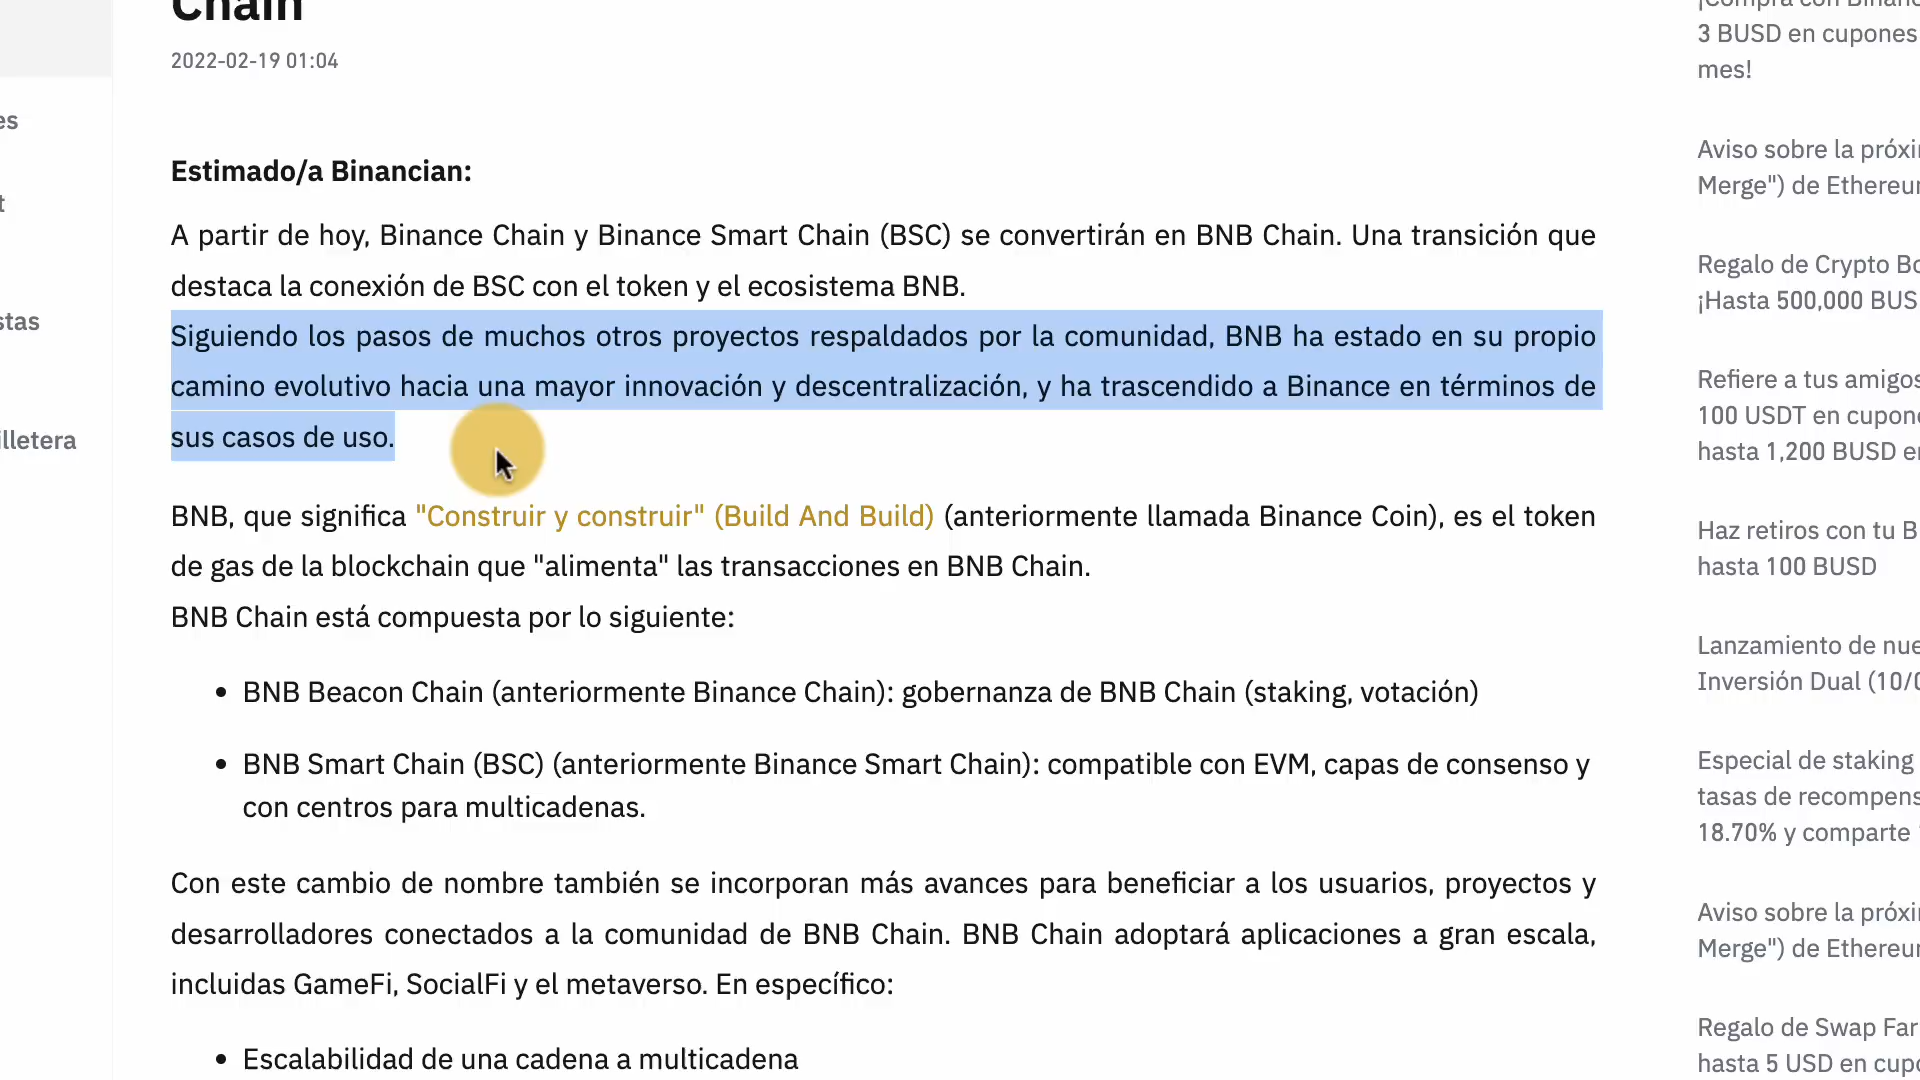 Chain
2022-02-19 01:04
Estimado/a Binancian:
A partir de hoy, Binance Chain y Binance Smart Chain (BSC) se convertirán en BNB Chain. Una transición que
destaca la conexión de BSC con el token y el ecosistema BNB.
Siguiendo los pasos de muchos otros proyectos respaldados por la comunidad, BNB ha estado en su propio
camino evolutivo hacia una mayor innovación y descentralización, y ha trascendido a Binance en términos de
sus casos de uso.
BNB, que significa "Construir y construir" (Build And Build) (anteriormente llamada Binance Coin), es el token
de gas de la blockchain que "alimenta" las transacciones en BNB Chain.
BNB Chain está compuesta por lo siguiente:
• BNB Beacon Chain (anteriormente Binance Chain): gobernanza de BNB Chain (staking, votación)
• BNB Smart Chain (BSC) (anteriormente Binance Smart Chain): compatible con EVM, capas de consenso y
con centros para multicadenas.
Con este cambio de nombre también se incorporan más avances para beneficiar a los usuarios, proyectos y
desarrolladores conectados a la comunidad de BNB Chain. BNB Chain adoptará aplicaciones a gran escala,
incluidas GameFi, SocialFi y el metaverso. En específico:
• Escalabilidad de una cadena a multicadena
¡Compra con
3 BUSD en cupones
mes!
Aviso sobre la
Merge") de
Regalo de Crypto
¡Hasta 500,000
Refiere a tus amigos
100 USDT en
hasta 1,200 BUSD
Haz retiros con tu
hasta 100 BUSD
Lanzamiento de
Inversión Dual
Especial de staking
tasas de
18.70% y comparte
Aviso sobre la
Merge") de
Regalo de Swap
hasta 5 USD en